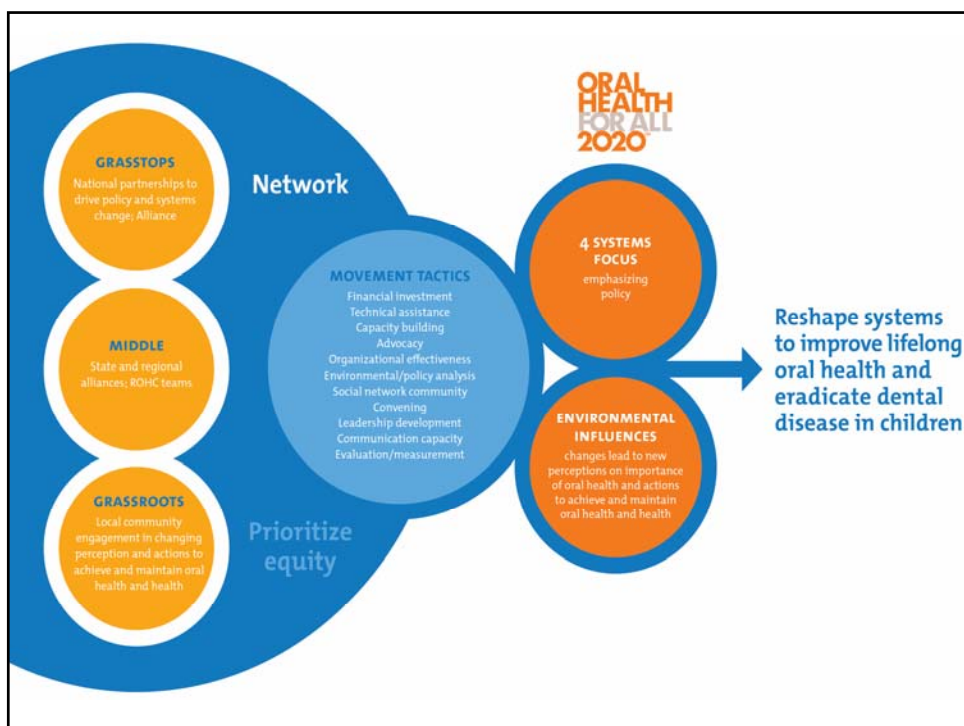 ORAL
HEALTH
FOR ALL
2020
GRASSTOPS
National partnerships to
drive policy and systems
change; Alliance
Network
MIDDLE
State and regional
alliances; ROHC teams
GRASSROOTS
Local community
engagement in changing
perception and actions to
achieve and maintain oral
health and health
Prioritize
equity
MOVEMENT TACTICS
Financial investment
Technical assistance
Capacity building
Advocacy
Organizational effectiveness
Environmental/policy analysis
Social network community
Convening
Leadership development
Communication capacity
Evaluation/measurement
4 SYSTEMS
FOCUS
emphasizing
policy
ENVIRONMENTAL
INFLUENCES
changes lead to new
perceptions on importance
of oral health and actions
to achieve and maintain
oral health and health
Reshape systems
to improve lifelong
oral health and
eradicate dental
disease in children